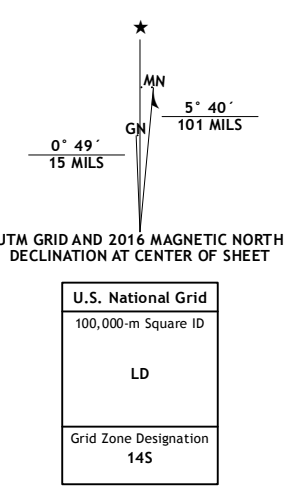 ★
MN
5° 40´
101 MILS
GN
0° 49´
15 MILS
UTM GRID AND 2016 MAGNETIC NORTH
DECLINATION AT CENTER OF SHEET
U.S. National Grid
100,000-m Square ID
LD
Grid Zone Designation
14S